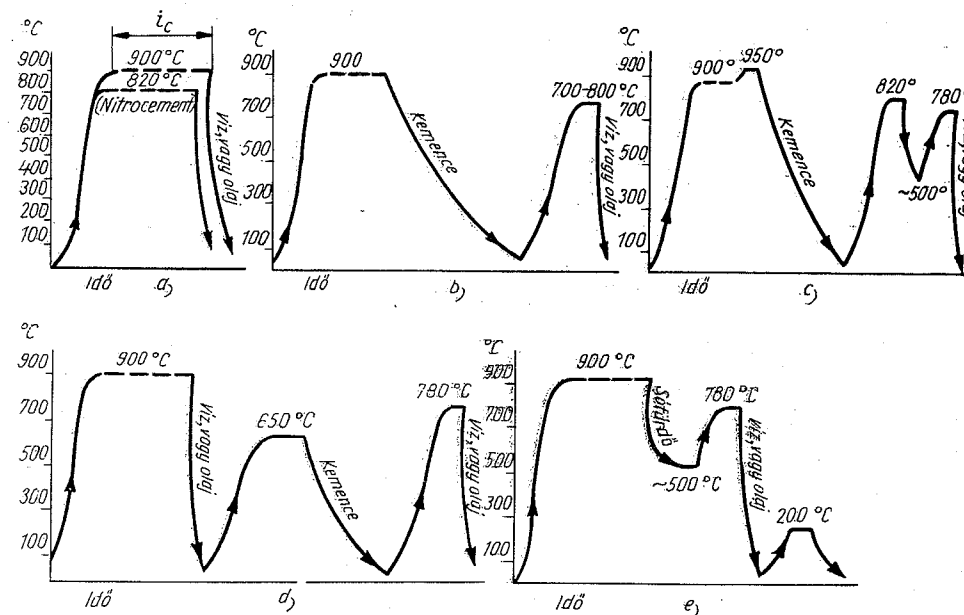 °C
i_c
900
800
700
600
500
400
300
200
100
900 °C
820 °C
(Nitrocement)
Víz, vagy olaj
Idő
a,
°C
900
700
500
300
100
900
Kemence
700-800 °C
Víz, vagy olaj
Idő
b,
°C
900
700
500
300
100
900°
950°
Kemence
820°
~500°
780°
Idő
c,
°C
900
700
500
300
100
900 °C
Víz, vagy olaj
650 °C
Kemence
780 °C
Víz, vagy olaj
Idő
d,
°C
900
700
500
300
100
900 °C
Sófürdő
~500 °C
780 °C
Víz, vagy olaj
200 °C
Idő
e,